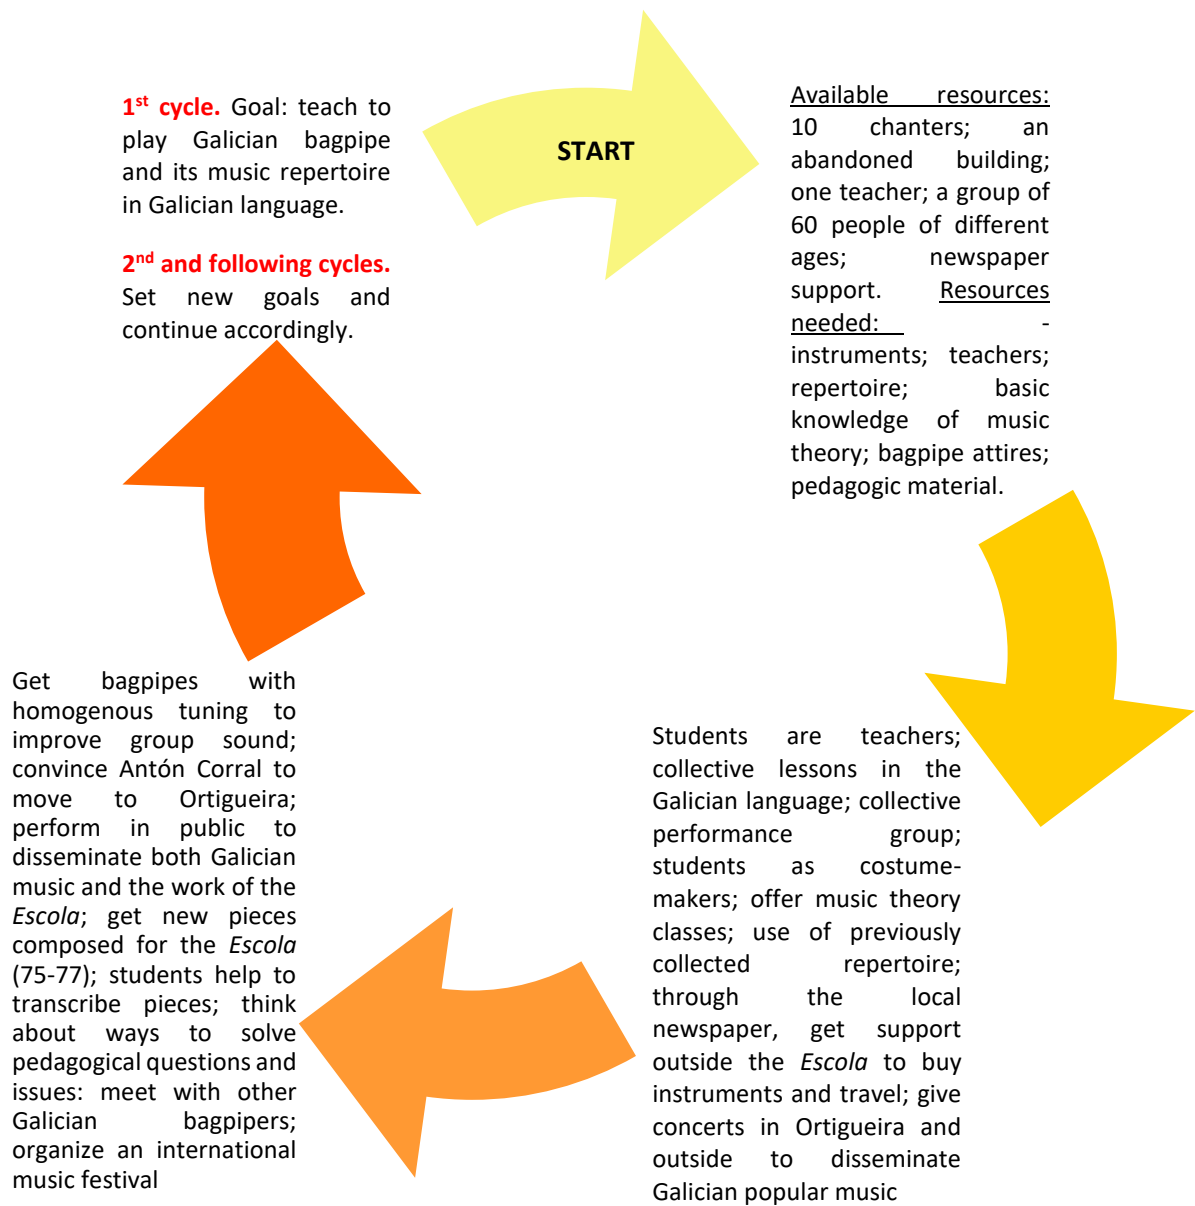 1st cycle. Goal: teach to
play Galician bagpipe
and its music repertoire
in Galician language.
2nd and following cycles.
Set new goals and
continue accordingly.
START
Available resources:
10 chanters; an
abandoned building;
one teacher; a group of
60 people of different
ages; newspaper
support. Resources
needed: -
instruments; teachers;
repertoire; basic
knowledge of music
theory; bagpipe attires;
pedagogic material.
Students are teachers;
collective lessons in the
Galician language; collective
performance group;
students as costume-
makers; offer music theory
classes; use of previously
collected repertoire;
through the local
newspaper, get support
outside the Escola to buy
instruments and travel; give
concerts in Ortigueira and
outside to disseminate
Galician popular music
Get bagpipes with
homogenous tuning to
improve group sound;
convince Antón Corral to
move to Ortigueira;
perform in public to
disseminate both Galician
music and the work of the
Escola; get new pieces
composed for the Escola
(75-77); students help to
transcribe pieces; think
about ways to solve
pedagogical questions and
issues: meet with other
Galician bagpipers;
organize an international
music festival